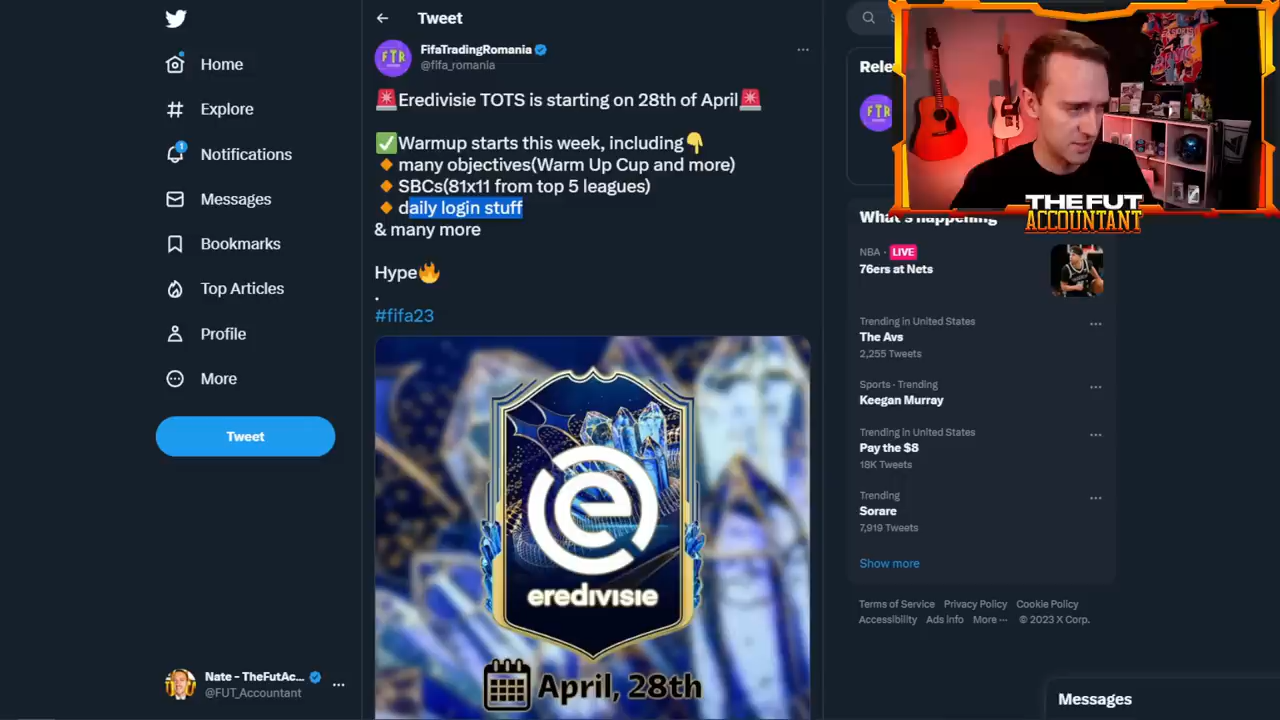 Home
Explore
1
Notifications
Messages
Bookmarks
Top Articles
Profile
More
Tweet
Nate - TheFutAc...
@FUT_Accountant
Tweet
FTR
FifaTradingRomania
@fifa_romania
🚨Eredivisie TOTS is starting on 28th of April🚨
✅Warmup starts this week, including👇
🔸many objectives(Warm Up Cup and more)
🔸SBCs(81x11 from top 5 leagues)
🔸daily login stuff
& many more
Hype🔥
.
#fifa23
eredivisie
April, 28th
S
Rele
FTR
THE FUT
ACCOUNTANT
What's happening
NBA · LIVE
76ers at Nets
Trending in United States
The Avs
2,255 Tweets
Sports · Trending
Keegan Murray
Trending in United States
Pay the $8
18K Tweets
Trending
Sorare
7,919 Tweets
Show more
Terms of Service Privacy Policy Cookie Policy
Accessibility Ads info More ··· © 2023 X Corp.
Messages